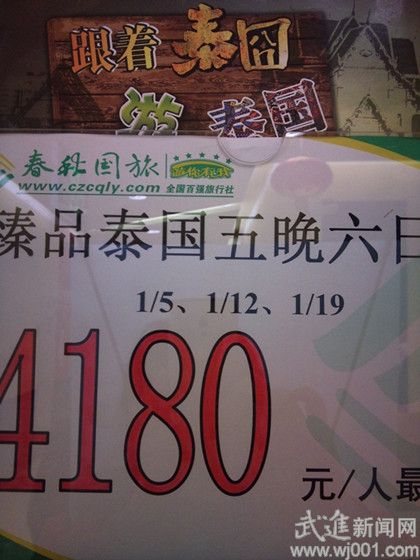 跟着泰囧
游泰国
春秋国旅
www.czcqly.com
全国百强旅行社
臻品泰国五晚六日
1/5、1/12、1/19
4180
元/人最
武進新闻网
www.wj001.com